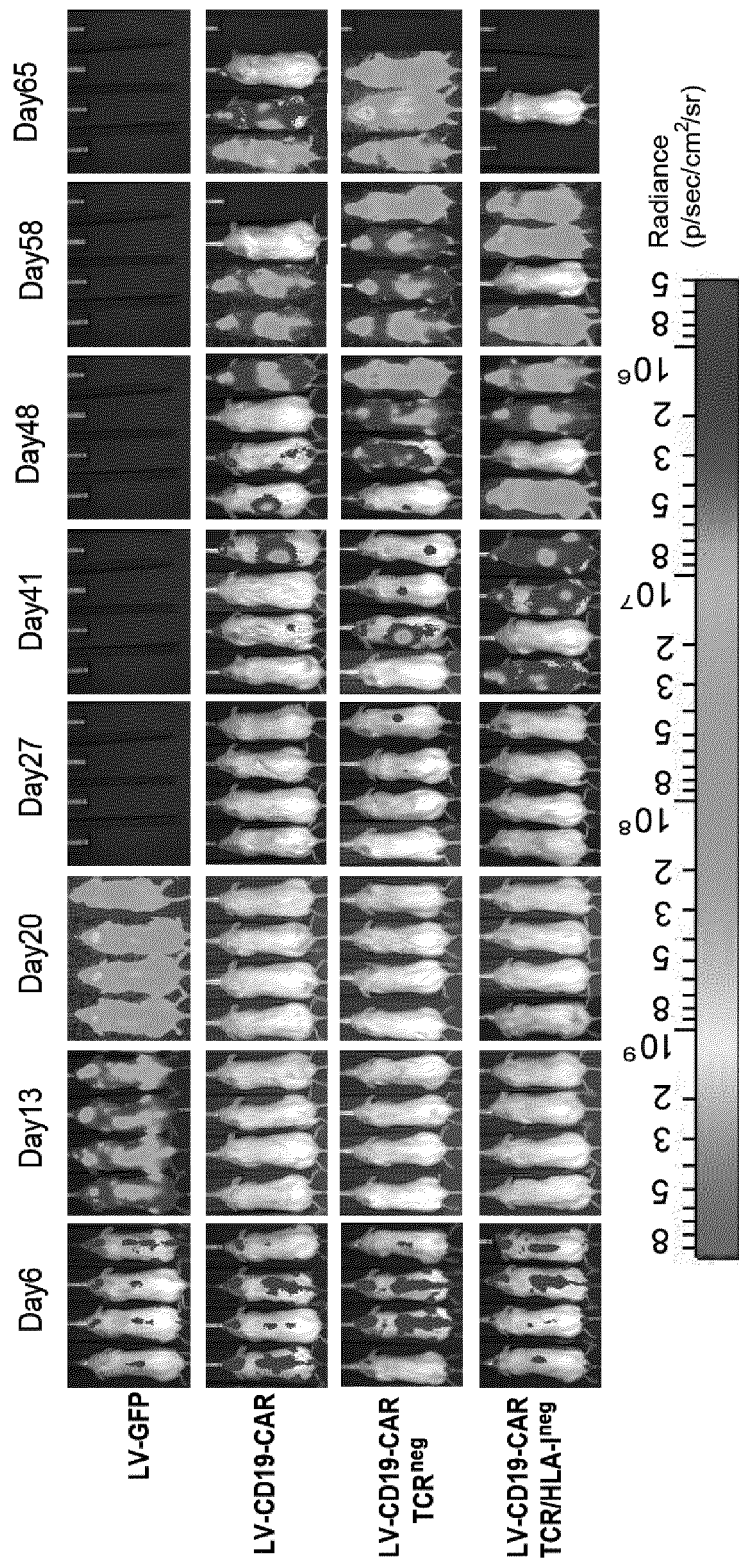 Day6 Day13 Day20 Day27 Day41 Day48 Day58 Day65
LV-GFP
LV-CD19-CAR
LV-CD19-CAR
TCRneg
LV-CD19-CAR
TCR/HLA-Ineg
Radiance
(p/sec/cm²/sr)
8 5 3 2 10⁹ 8 5 3 2 10⁸ 8 5 3 2 10⁷ 8 5 3 2 10⁶ 8 5